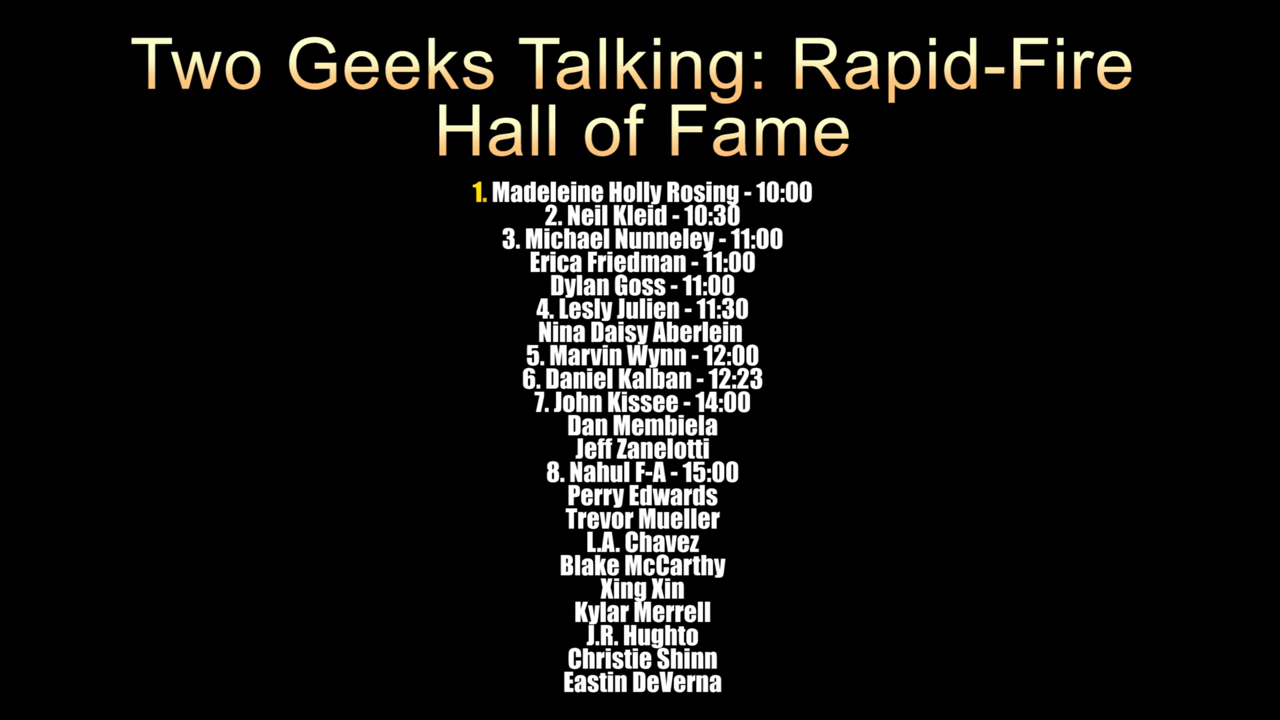 Two Geeks Talking: Rapid-Fire
Hall of Fame
1. Madeleine Holly Rosing - 10:00
2. Neil Kleid - 10:30
3. Michael Nunneley - 11:00
Erica Friedman - 11:00
Dylan Goss - 11:00
4. Lesly Julien - 11:30
Nina Daisy Aberlein
5. Marvin Wynn - 12:00
6. Daniel Kalban - 12:23
7. John Kissee - 14:00
Dan Membiela
Jeff Zanelotti
8. Nahul F-A - 15:00
Perry Edwards
Trevor Mueller
L.A. Chavez
Blake McCarthy
Xing Xin
Kylar Merrell
J.R. Hughto
Christie Shinn
Eastin DeVerna